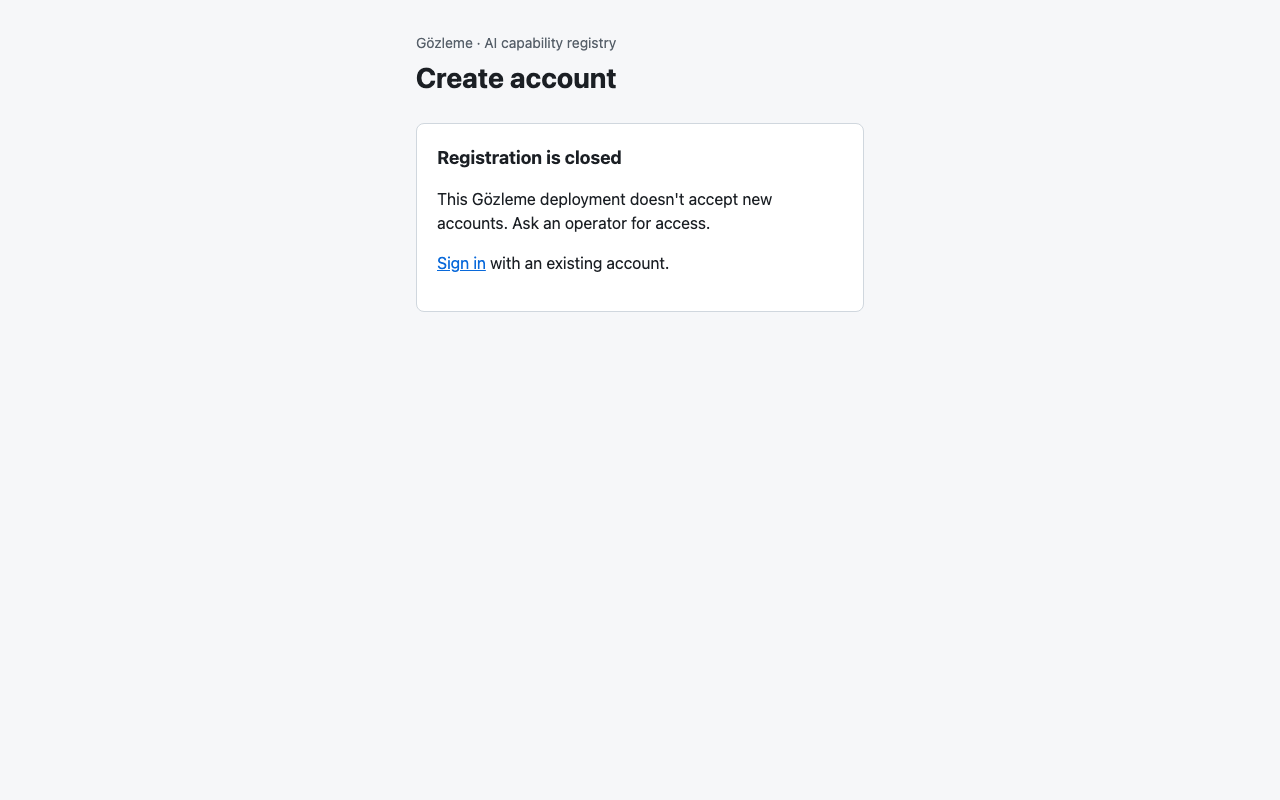 Gözleme · AI capability registry
Create account
Registration is closed
This Gözleme deployment doesn't accept new
accounts. Ask an operator for access.
Sign in with an existing account.